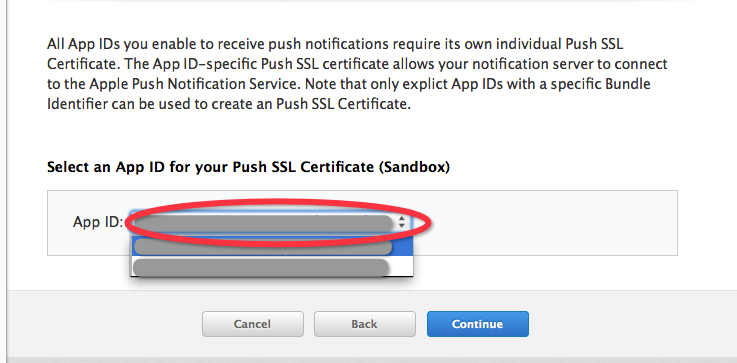 All App IDs you enable to receive push notifications require its own individual Push SSL
Certificate. The App ID-specific Push SSL certificate allows your notification server to connect
to the Apple Push Notification Service. Note that only explict App IDs with a specific Bundle
Identifier can be used to create an Push SSL Certificate.
Select an App ID for your Push SSL Certificate (Sandbox)
App ID:
Cancel
Back
Continue